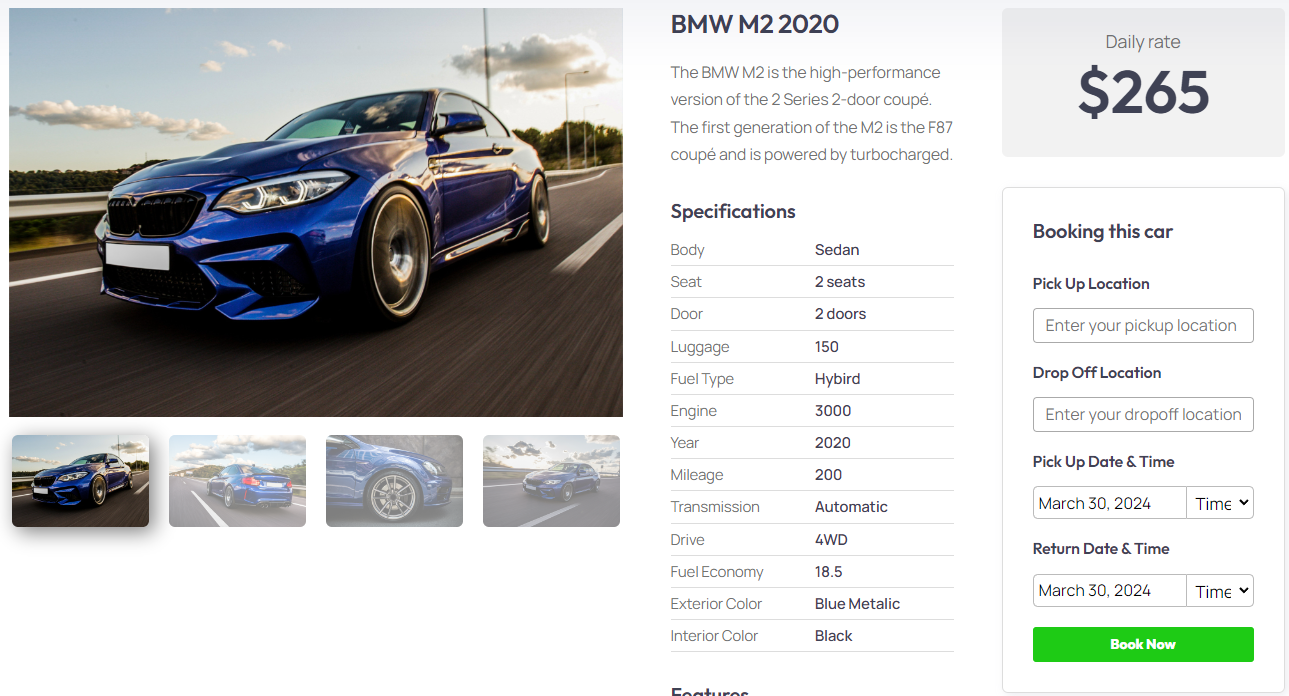 BMW M2 2020
The BMW M2 is the high-performance
version of the 2 Series 2-door coupé.
The first generation of the M2 is the F87
coupé and is powered by turbocharged.
Specifications
Body Sedan
Seat 2 seats
Door 2 doors
Luggage 150
Fuel Type Hybird
Engine 3000
Year 2020
Mileage 200
Transmission Automatic
Drive 4WD
Fuel Economy 18.5
Exterior Color Blue Metalic
Interior Color Black
Features
Daily rate
$265
Booking this car
Pick Up Location
Enter your pickup location
Drop Off Location
Enter your dropoff location
Pick Up Date & Time
March 30, 2024 Time
Return Date & Time
March 30, 2024 Time
Book Now